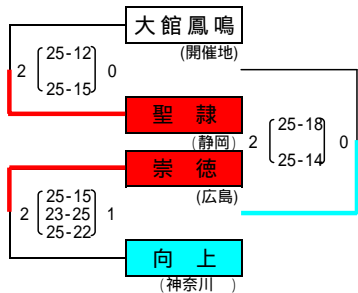 大館鳳鳴
(開催地)
2 25-12 0
25-15
聖隷
(静岡)
2 25-18 0
25-14
崇徳
(広島)
25-15
2 23-25 1
25-22
向上
(神奈川)